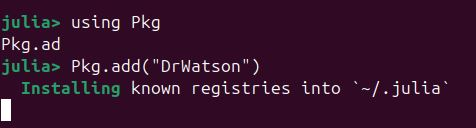 julia> using Pkg
Pkg.ad
julia> Pkg.add("DrWatson")
  Installing known registries into `~/.julia`